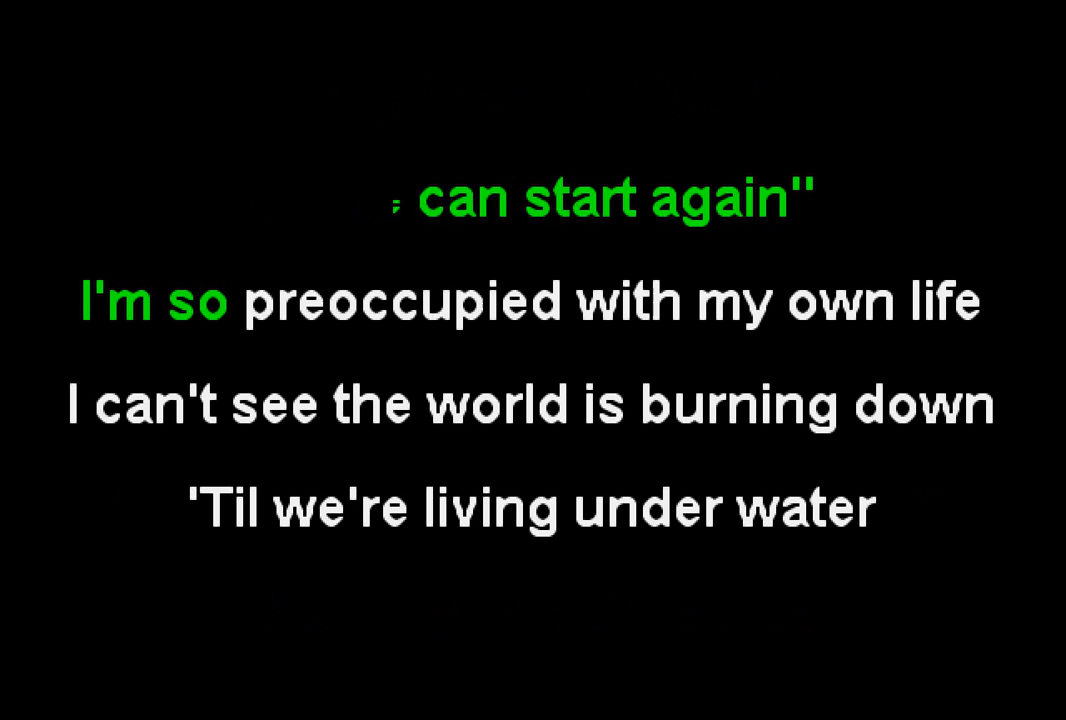 can start again"
I'm so preoccupied with my own life
I can't see the world is burning down
'Til we're living under water